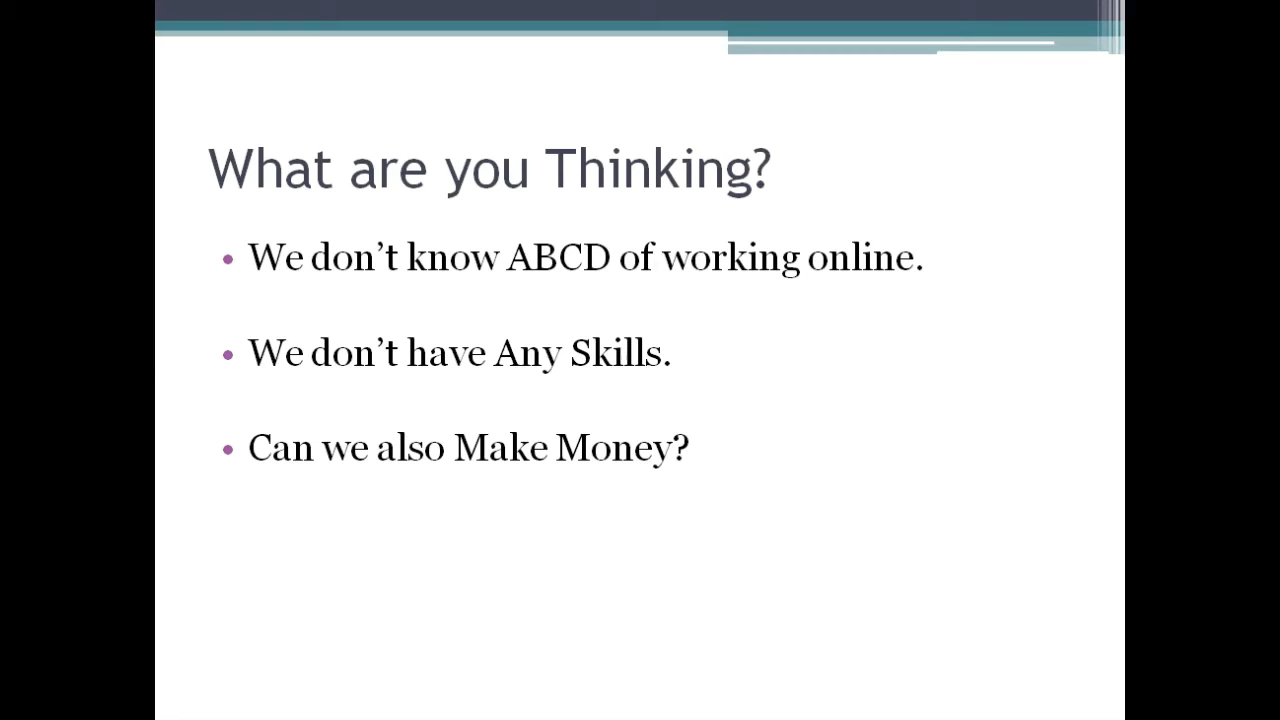 What are you Thinking?
We don’t know ABCD of working online.
We don’t have Any Skills.
Can we also Make Money?